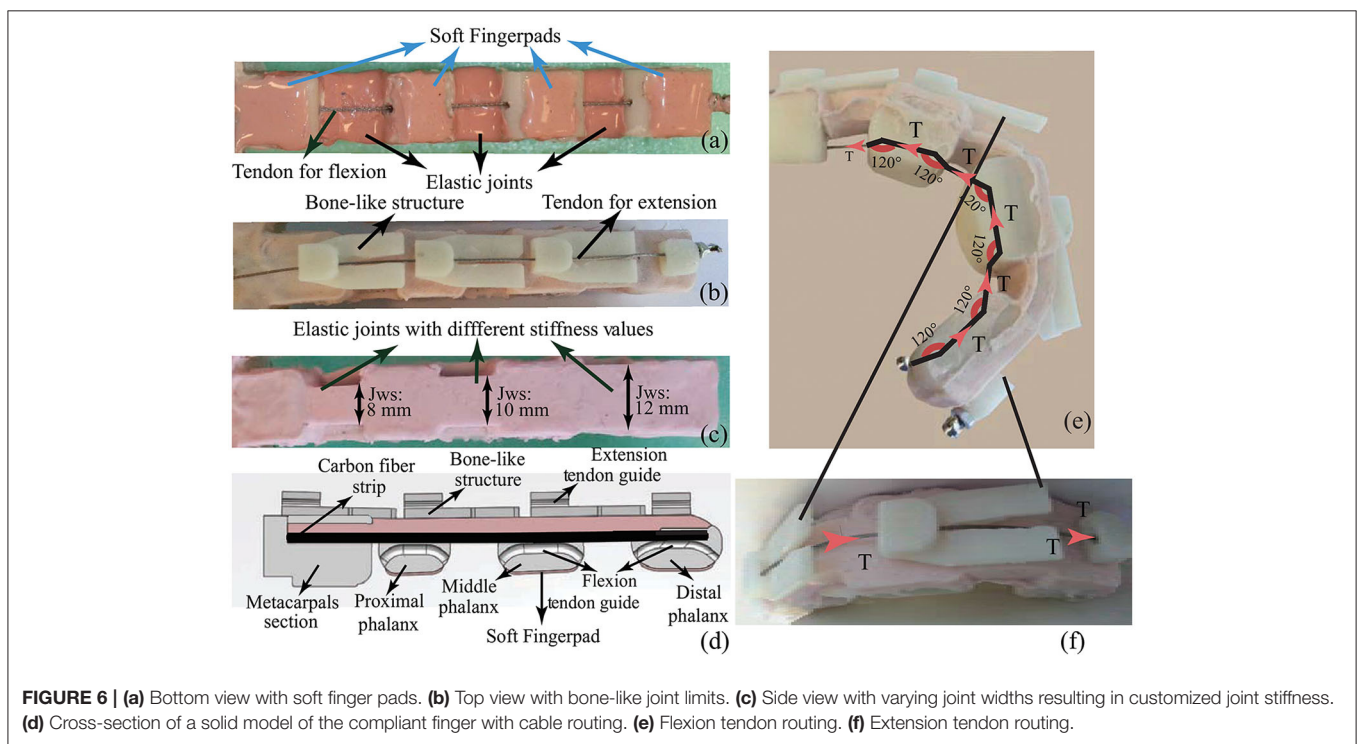 Soft Fingerpads
(a)
Tendon for flexion
Elastic joints
Bone-like structure
Tendon for extension
(b)
Elastic joints with diffferent stiffness values
Jws:
8 mm
Jws:
10 mm
Jws:
12 mm
(c)
Carbon fiber
strip
Bone-like
structure
Extension
tendon guide
Metacarpals
section
Proximal
phalanx
Middle
phalanx
Flexion
tendon guide
Distal
phalanx
Soft Fingerpad
(d)
T
T
T
T
T
T
120°
120°
120°
120°
120°
120°
(e)
T
T
T
T
(f)
FIGURE 6 | (a) Bottom view with soft finger pads. (b) Top view with bone-like joint limits. (c) Side view with varying joint widths resulting in customized joint stiffness.
(d) Cross-section of a solid model of the compliant finger with cable routing. (e) Flexion tendon routing. (f) Extension tendon routing.